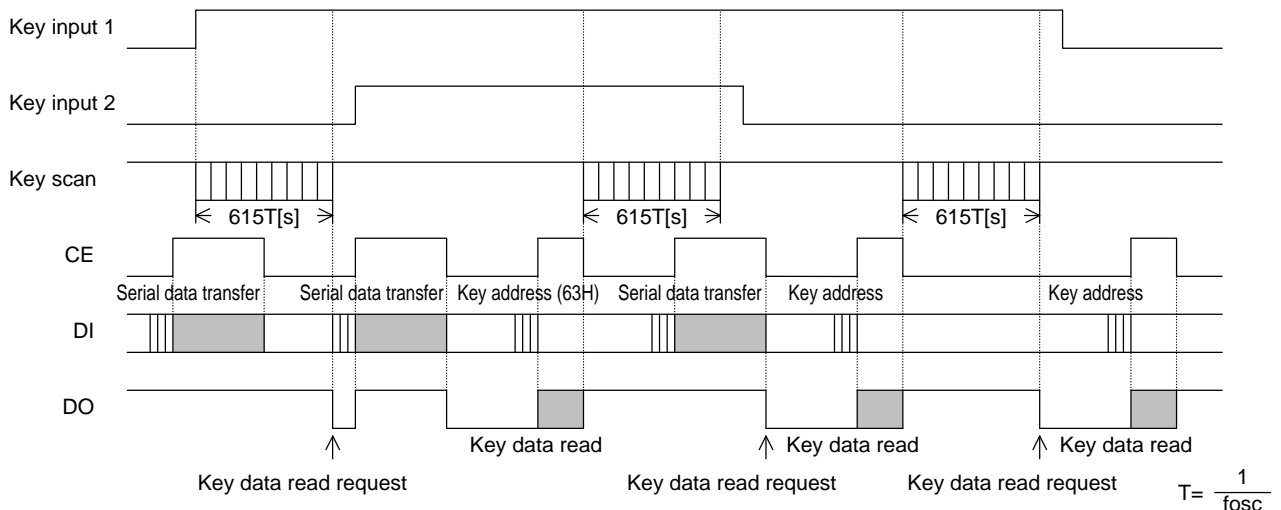 Key input 1
Key input 2
Key scan
615T[s] 615T[s] 615T[s]
CE
Serial data transfer Serial data transfer Key address (63H) Serial data transfer Key address Key address
DI
DO
Key data read Key data read Key data read
Key data read request Key data read request Key data read request
T= 1
fosc